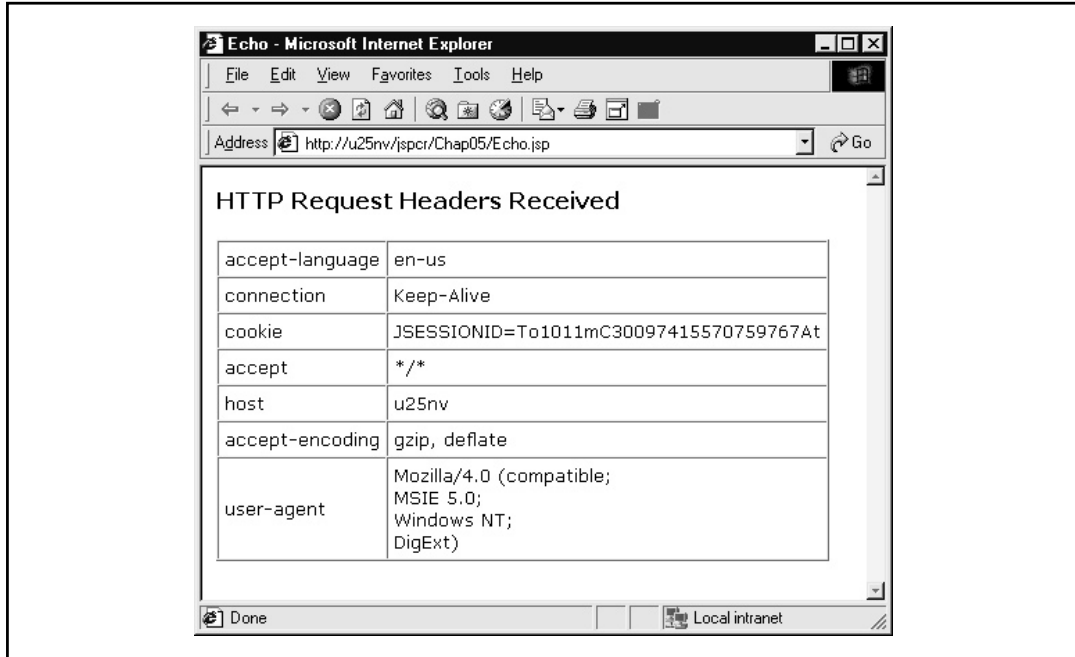 Echo - Microsoft Internet Explorer
File Edit View Favorites Tools Help
Address http://u25nv/jspcr/Chap05/Echo.jsp Go
HTTP Request Headers Received
accept-language en-us
connection Keep-Alive
cookie JSESSIONID=To1011mC30097415570759767At
accept */*
host u25nv
accept-encoding gzip, deflate
user-agent Mozilla/4.0 (compatible;
MSIE 5.0;
Windows NT;
DigExt)
Done Local intranet